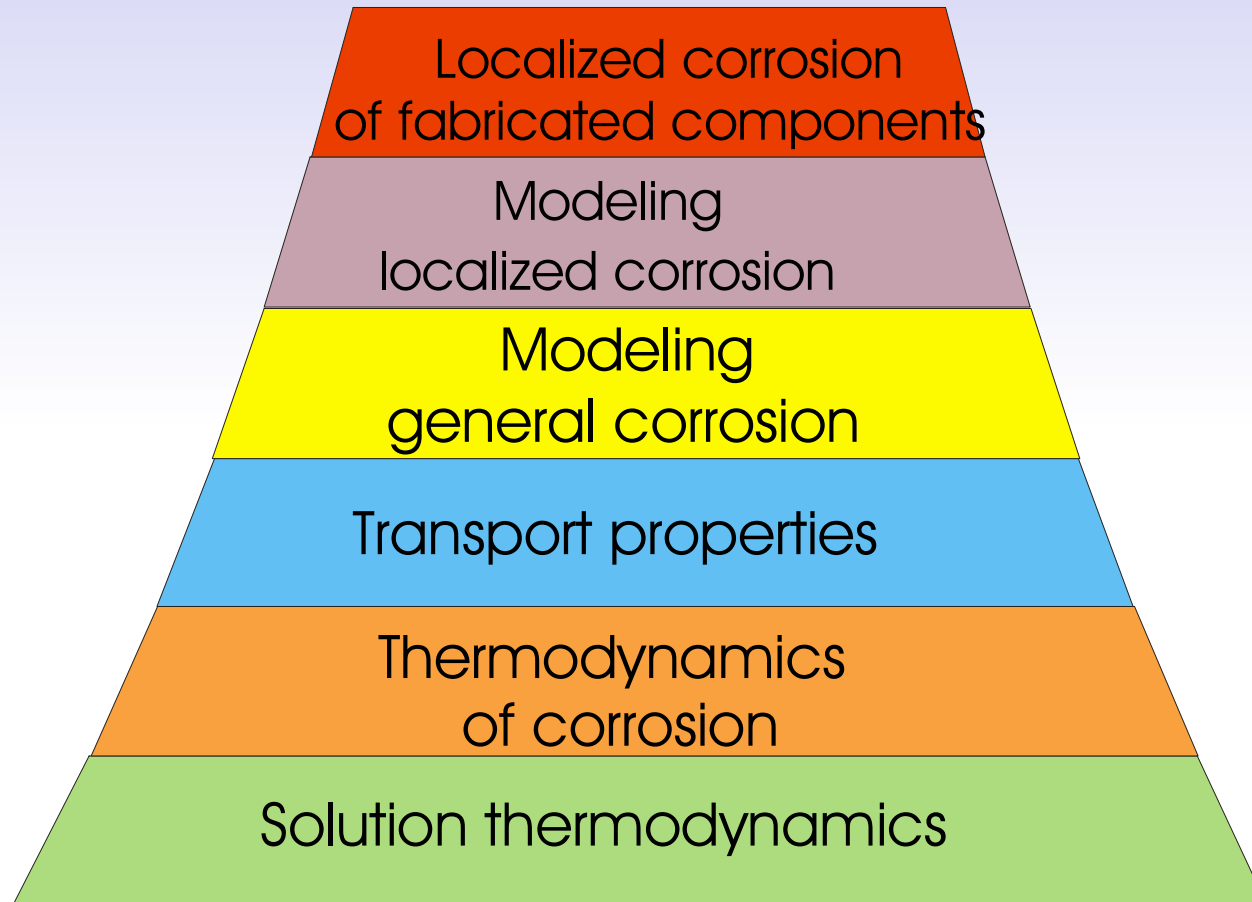 Localized corrosion
of fabricated components
Modeling
localized corrosion
Modeling
general corrosion
Transport properties
Thermodynamics
of corrosion
Solution thermodynamics